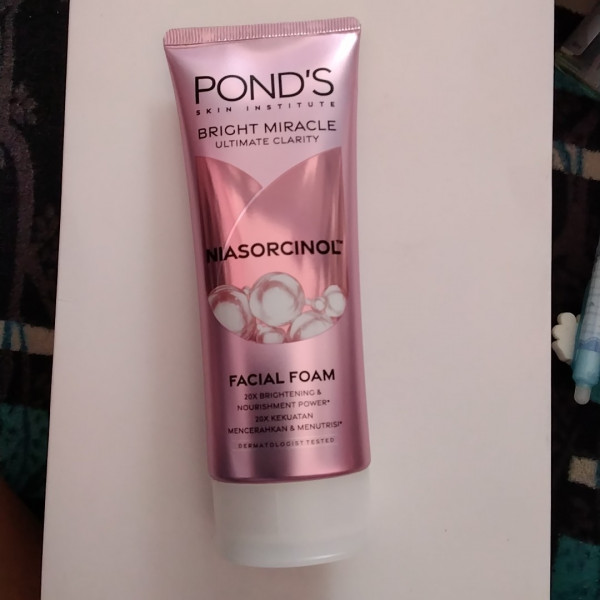 POND'S
SKIN INSTITUTE
BRIGHT MIRACLE
ULTIMATE CLARITY
NIASORCINOL™
FACIAL FOAM
20X BRIGHTENING &
NOURISHMENT POWER*
20X KEKUATAN
MENCERAHKAN & MENUTRISI*
DERMATOLOGIST TESTED